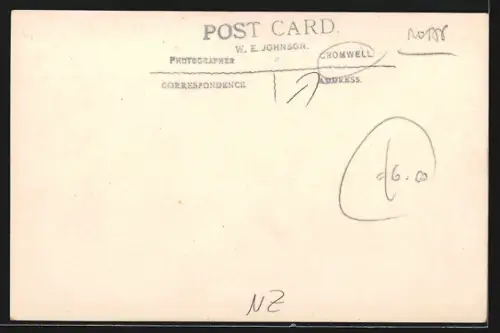 POST CARD.
W. E. JOHNSON.
PHOTOGRAPHER CROMWELL
CORRESPONDENCE ADDRESS.
6.00
NZ